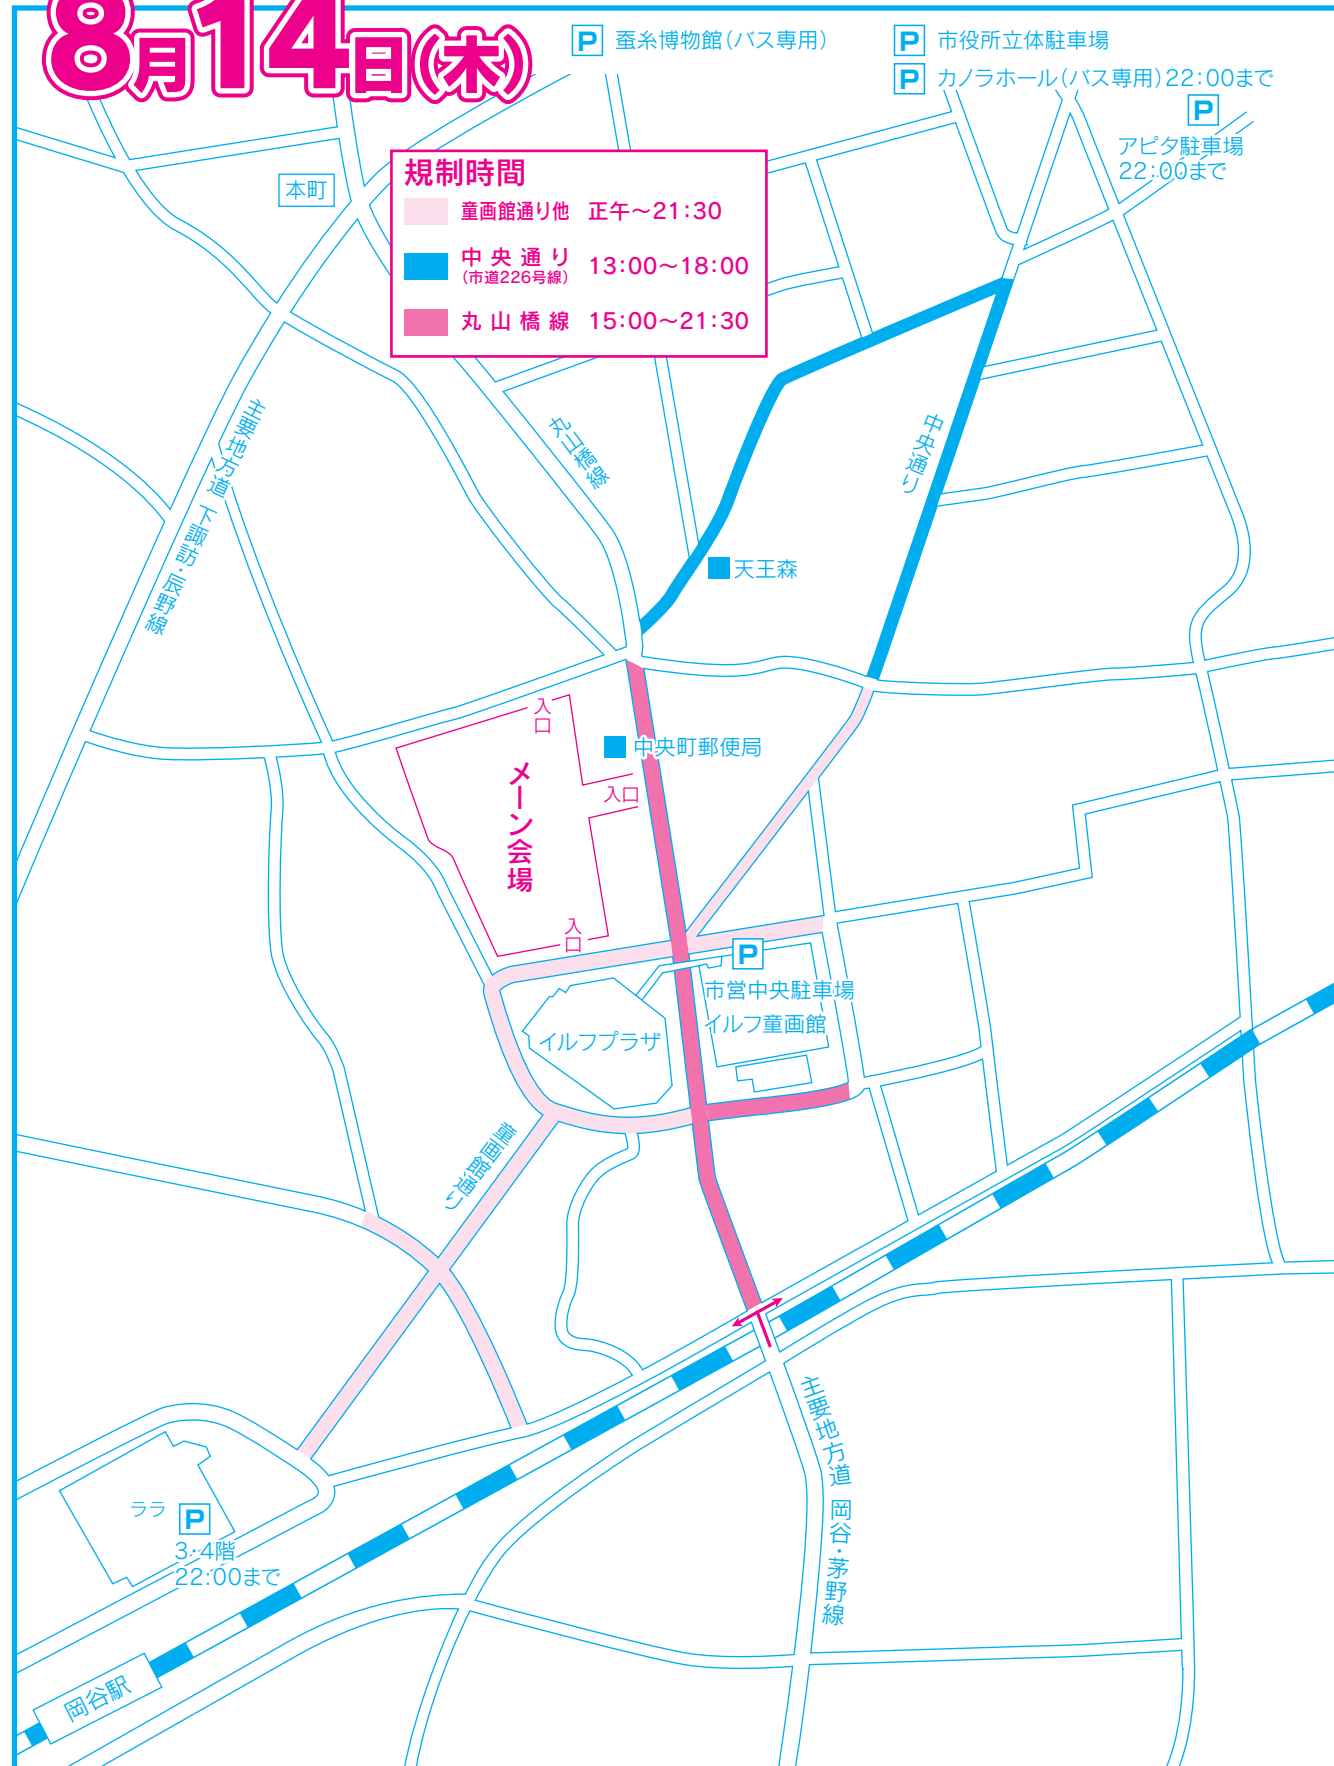 8月14日(木)
P 蚕糸博物館(バス専用)
P 市役所立体駐車場
P カノラホール(バス専用)22:00まで
P
アピタ駐車場
22:00まで
本町
規制時間
童画館通り他 正午～21:30
中央通り 13:00～18:00
(市道226号線)
丸山橋線 15:00～21:30
主要地方道 下諏訪・辰野線
丸山橋線
中央通り
天王森
入口
中央町郵便局
入口
メーン会場
入口
P
市営中央駐車場
イルフ童画館
イルフプラザ
童画館通り
主要地方道 岡谷・茅野線
ララ P
3・4階
22:00まで
岡谷駅